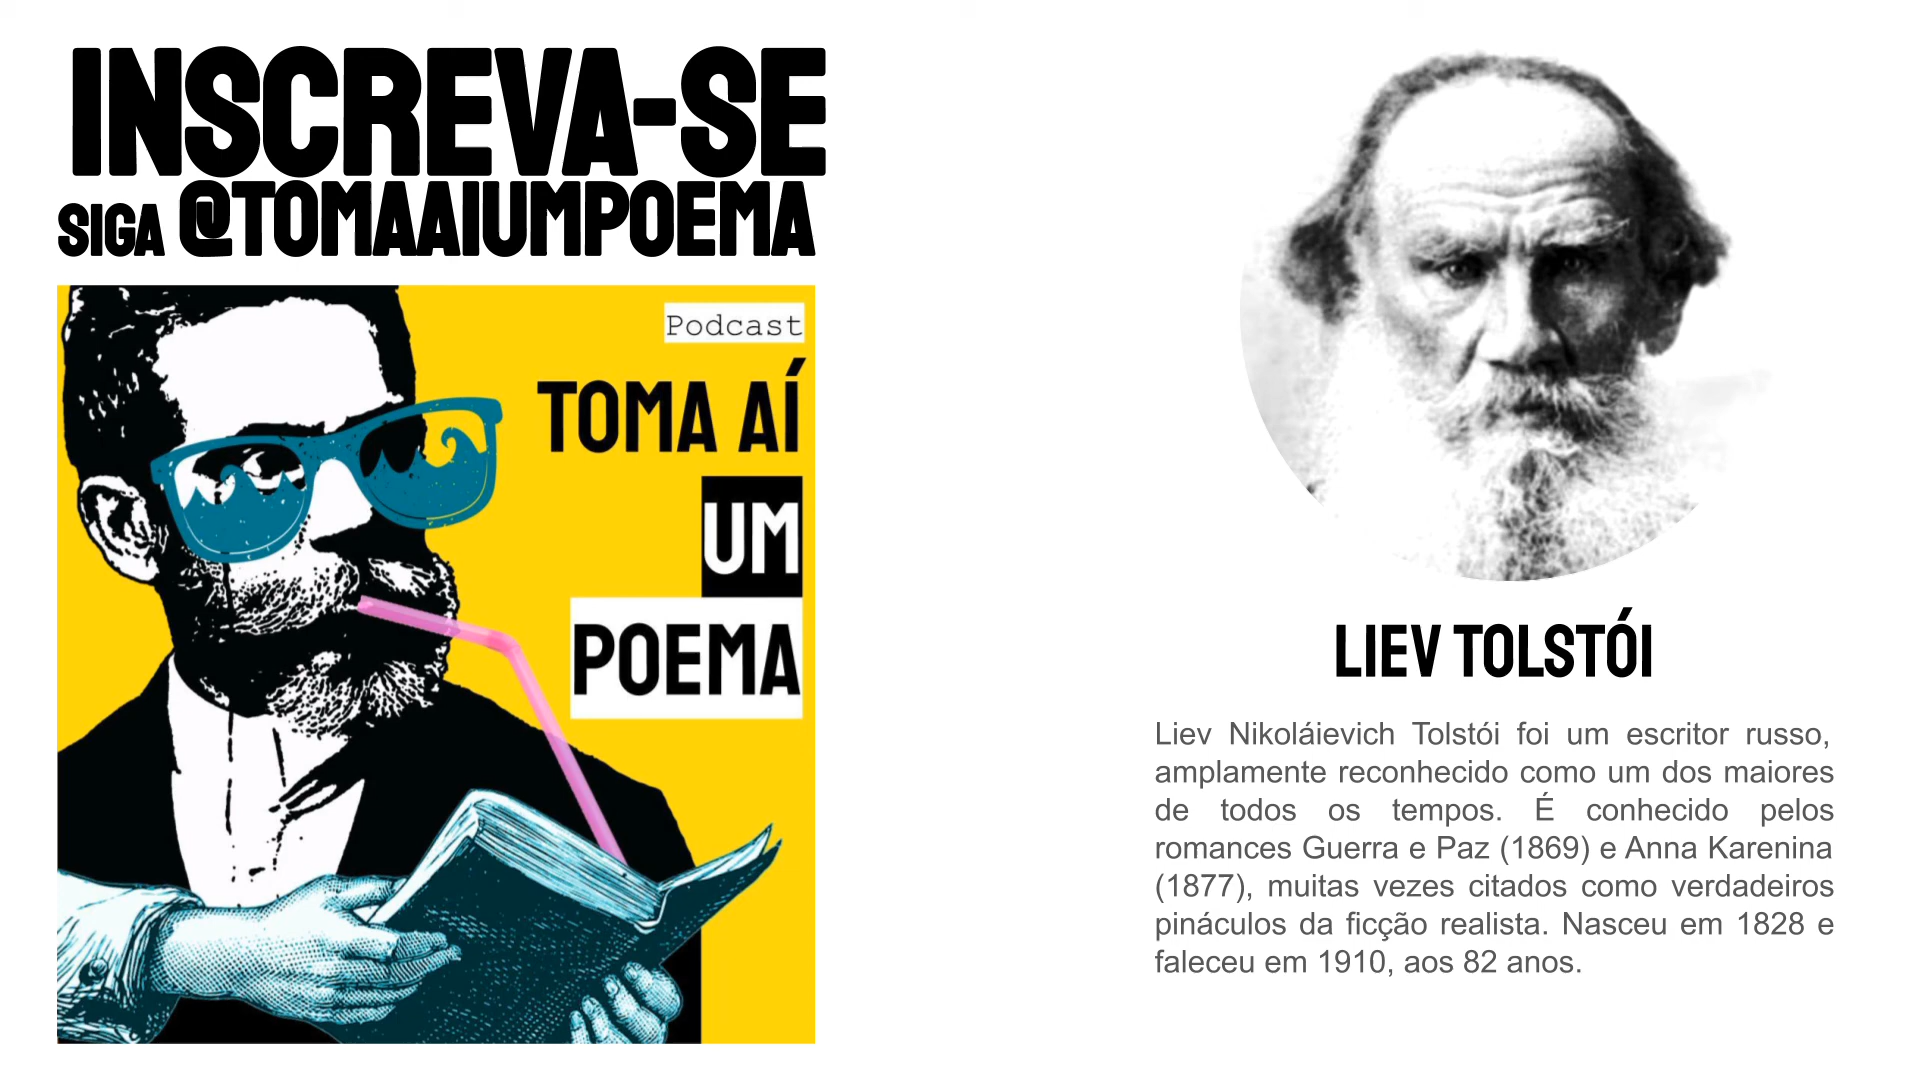 INSCREVA-SE
SIGA @TOMAAIUMPOEMA
Podcast
TOMA AÍ
UM
POEMA
LIEV TOLSTÓI
Liev Nikoláievich Tolstói foi um escritor russo,
amplamente reconhecido como um dos maiores
de todos os tempos. É conhecido pelos
romances Guerra e Paz (1869) e Anna Karenina
(1877), muitas vezes citados como verdadeiros
pináculos da ficção realista. Nasceu em 1828 e
faleceu em 1910, aos 82 anos.